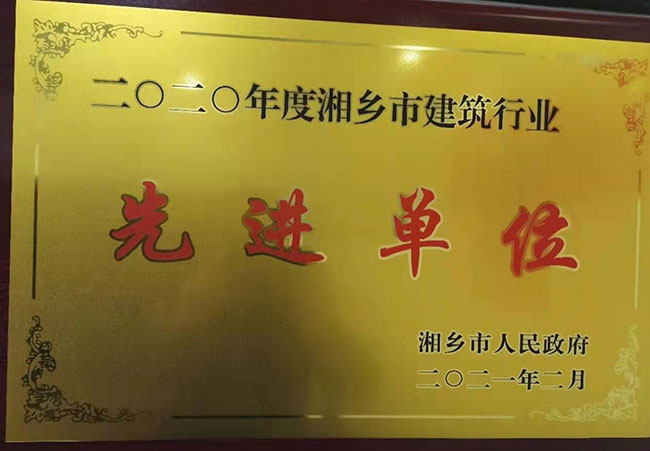 二〇二〇年度湘乡市建筑行业
先进单位
湘乡市人民政府
二〇二一年二月